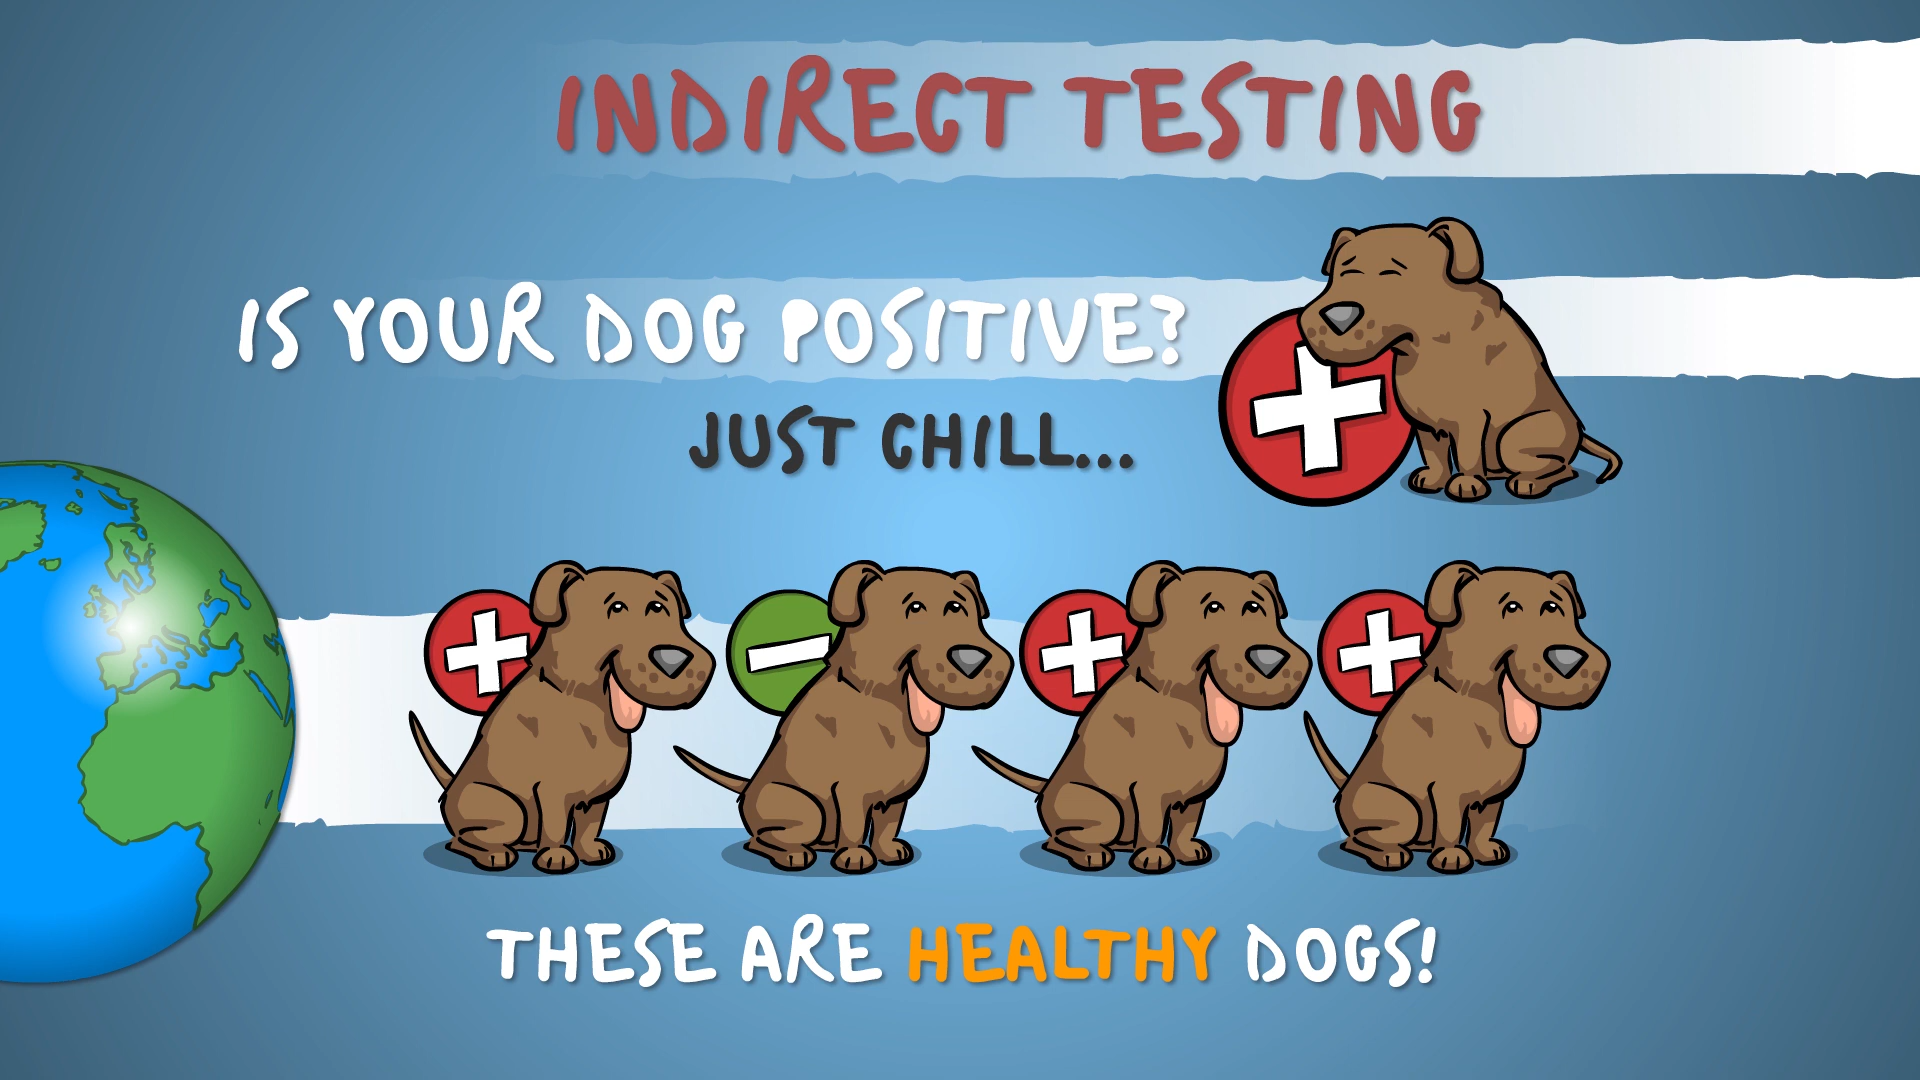 INDIRECT TESTING
IS YOUR DOG POSITIVE?
JUST CHILL...
THESE ARE HEALTHY DOGS!